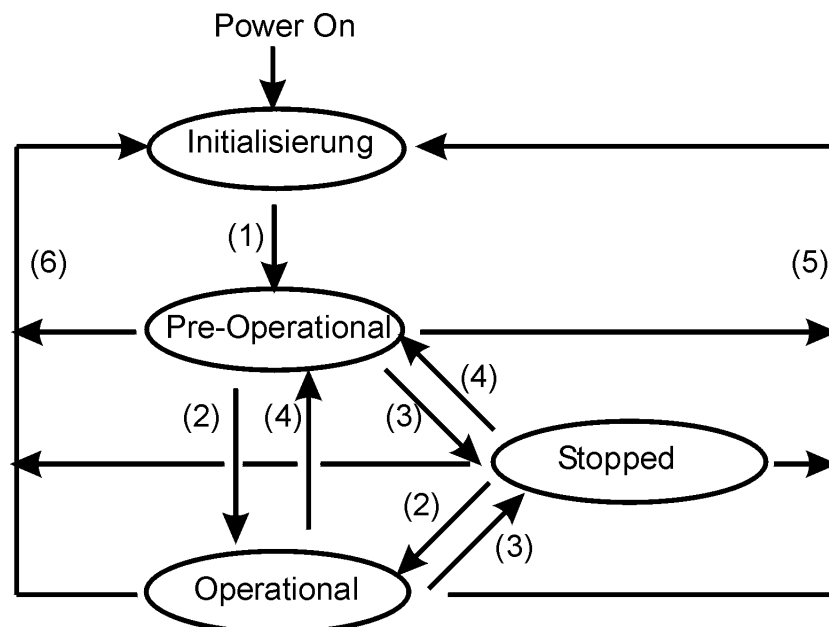 Power On
Initialisierung
(1)
(6)
(5)
Pre-Operational
(2)
(4)
(3)
(4)
Stopped
(2)
(3)
Operational